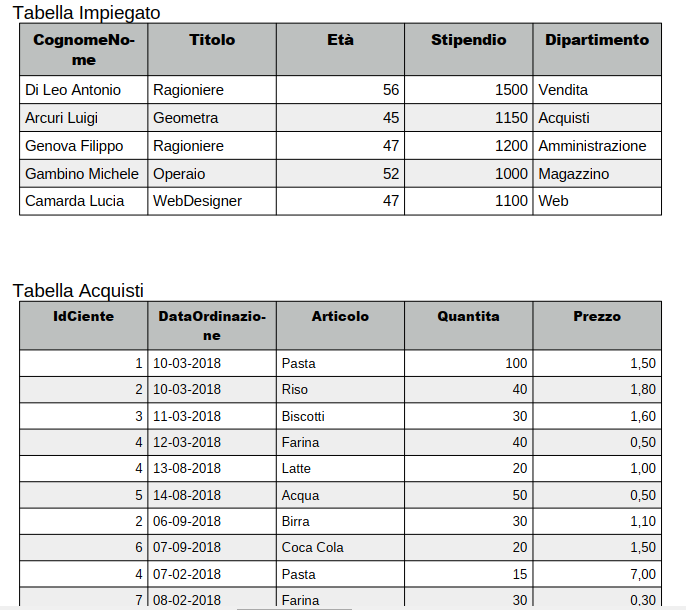 Tabella Impiegato
CognomeNo- Titolo Età Stipendio Dipartimento
me
Di Leo Antonio Ragioniere 56 1500 Vendita
Arcuri Luigi Geometra 45 1150 Acquisti
Genova Filippo Ragioniere 47 1200 Amministrazione
Gambino Michele Operaio 52 1000 Magazzino
Camarda Lucia WebDesigner 47 1100 Web
Tabella Acquisti
IdCiente DataOrdinazio- Articolo Quantita Prezzo
ne
1 10-03-2018 Pasta 100 1,50
2 10-03-2018 Riso 40 1,80
3 11-03-2018 Biscotti 30 1,60
4 12-03-2018 Farina 40 0,50
4 13-08-2018 Latte 20 1,00
5 14-08-2018 Acqua 50 0,50
2 06-09-2018 Birra 30 1,10
6 07-09-2018 Coca Cola 20 1,50
4 07-02-2018 Pasta 15 7,00
7 08-02-2018 Farina 30 0,30